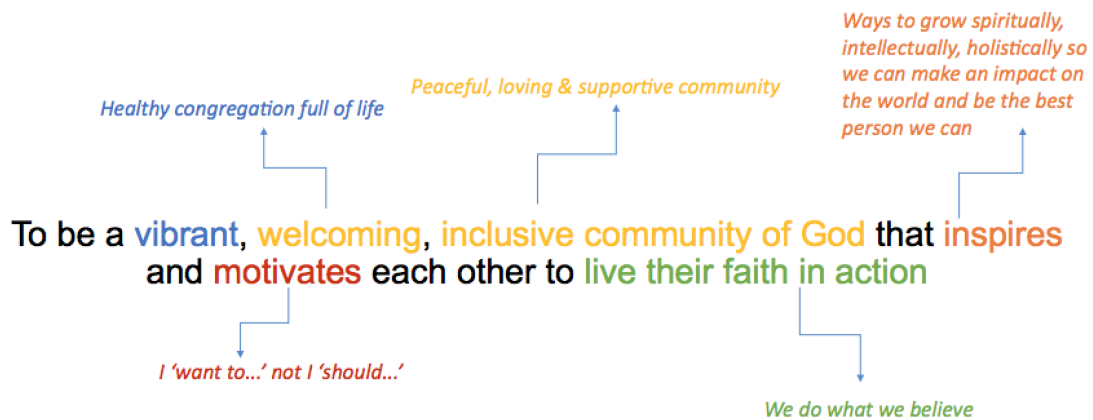 Ways to grow spiritually,
intellectually, holistically so
we can make an impact on
the world and be the best
person we can
Peaceful, loving & supportive community
Healthy congregation full of life
To be a vibrant, welcoming, inclusive community of God that inspires
and motivates each other to live their faith in action
I ‘want to...’ not I ‘should...’
We do what we believe